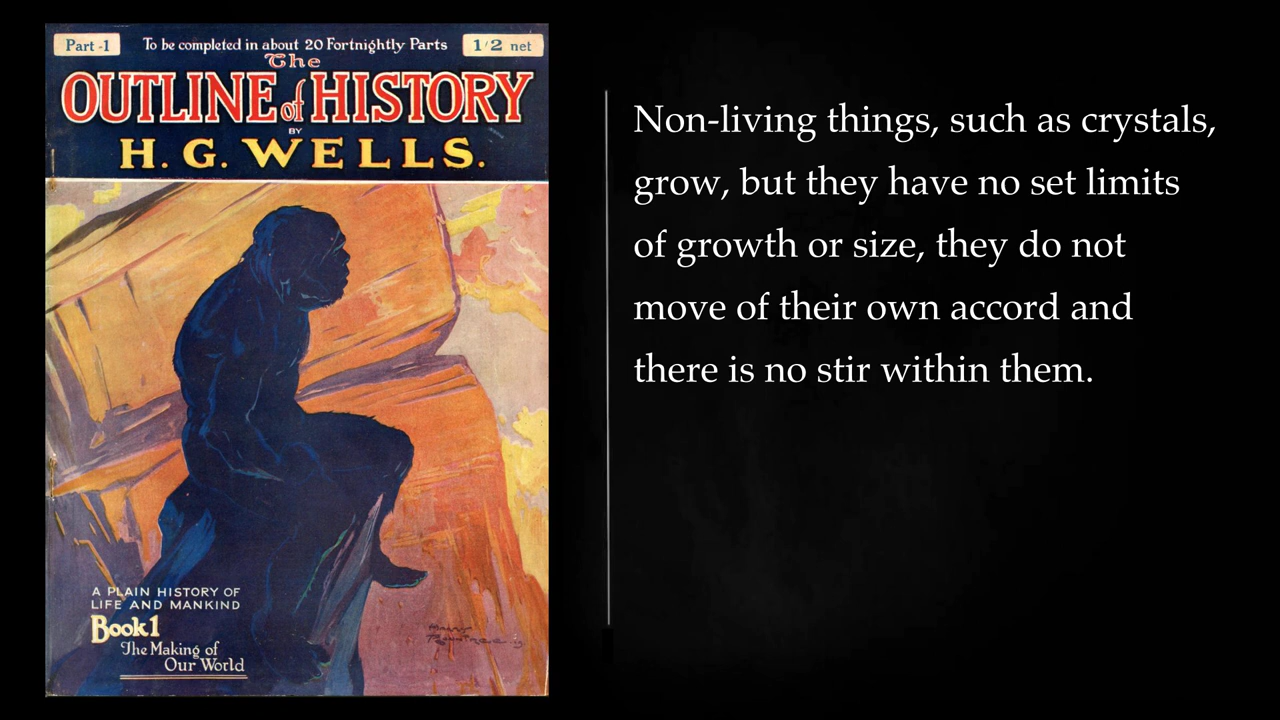 Part -1
To be completed in about 20 Fortnightly Parts
1/2 net
The
OUTLINE of HISTORY
BY
H. G. WELLS.
A PLAIN HISTORY OF
LIFE AND MANKIND
Book 1
The Making of
Our World
Non-living things, such as crystals,
grow, but they have no set limits
of growth or size, they do not
move of their own accord and
there is no stir within them.